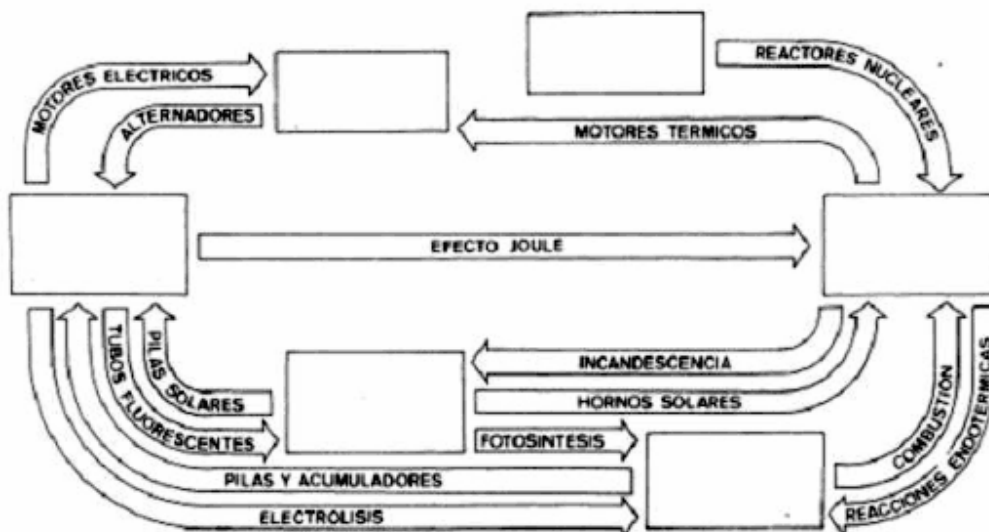 MOTORES ELECTRICOS
REACTORES NUCLEARES
ALTERNADORES
MOTORES TERMICOS
EFECTO JOULE
TUBOS FLUORESCENTES
PILAS SOLARES
INCANDESCENCIA
HORNOS SOLARES
FOTOSINTESIS
COMBUSTION
REACCIONES ENDOTERMICAS
PILAS Y ACUMULADORES
ELECTROLISIS